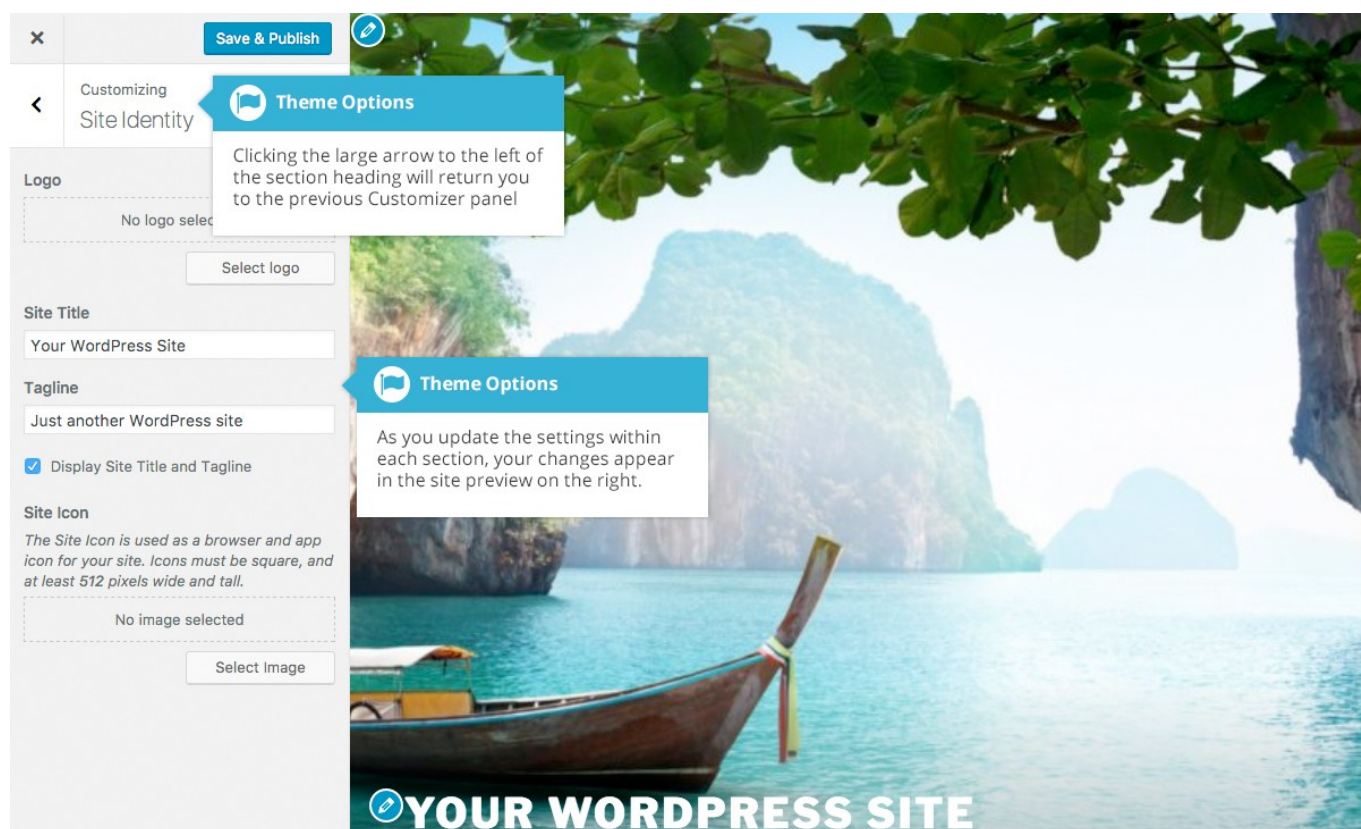 Save & Publish
Customizing
Site Identity
Theme Options
Clicking the large arrow to the left of
the section heading will return you
to the previous Customizer panel
Logo
No logo selec
Select logo
Site Title
Your WordPress Site
Tagline
Just another WordPress site
Display Site Title and Tagline
Theme Options
As you update the settings within
each section, your changes appear
in the site preview on the right.
Site Icon
The Site Icon is used as a browser and app
icon for your site. Icons must be square, and
at least 512 pixels wide and tall.
No image selected
Select Image
YOUR WORDPRESS SITE